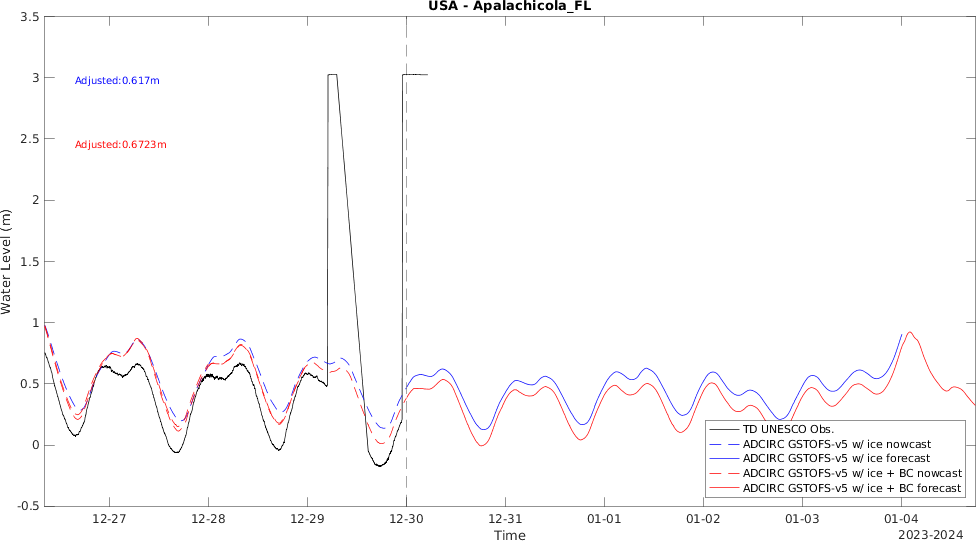 USA - Apalachicola_FL
3.5
3
2.5
2
1.5
1
0.5
0
-0.5
Water Level (m)
Adjusted:0.617m
Adjusted:0.6723m
TD UNESCO Obs.
ADCIRC GSTOFS-v5 w/ ice nowcast
ADCIRC GSTOFS-v5 w/ ice forecast
ADCIRC GSTOFS-v5 w/ ice + BC nowcast
ADCIRC GSTOFS-v5 w/ ice + BC forecast
12-27 12-28 12-29 12-30 12-31 01-01 01-02 01-03 01-04
Time
2023-2024